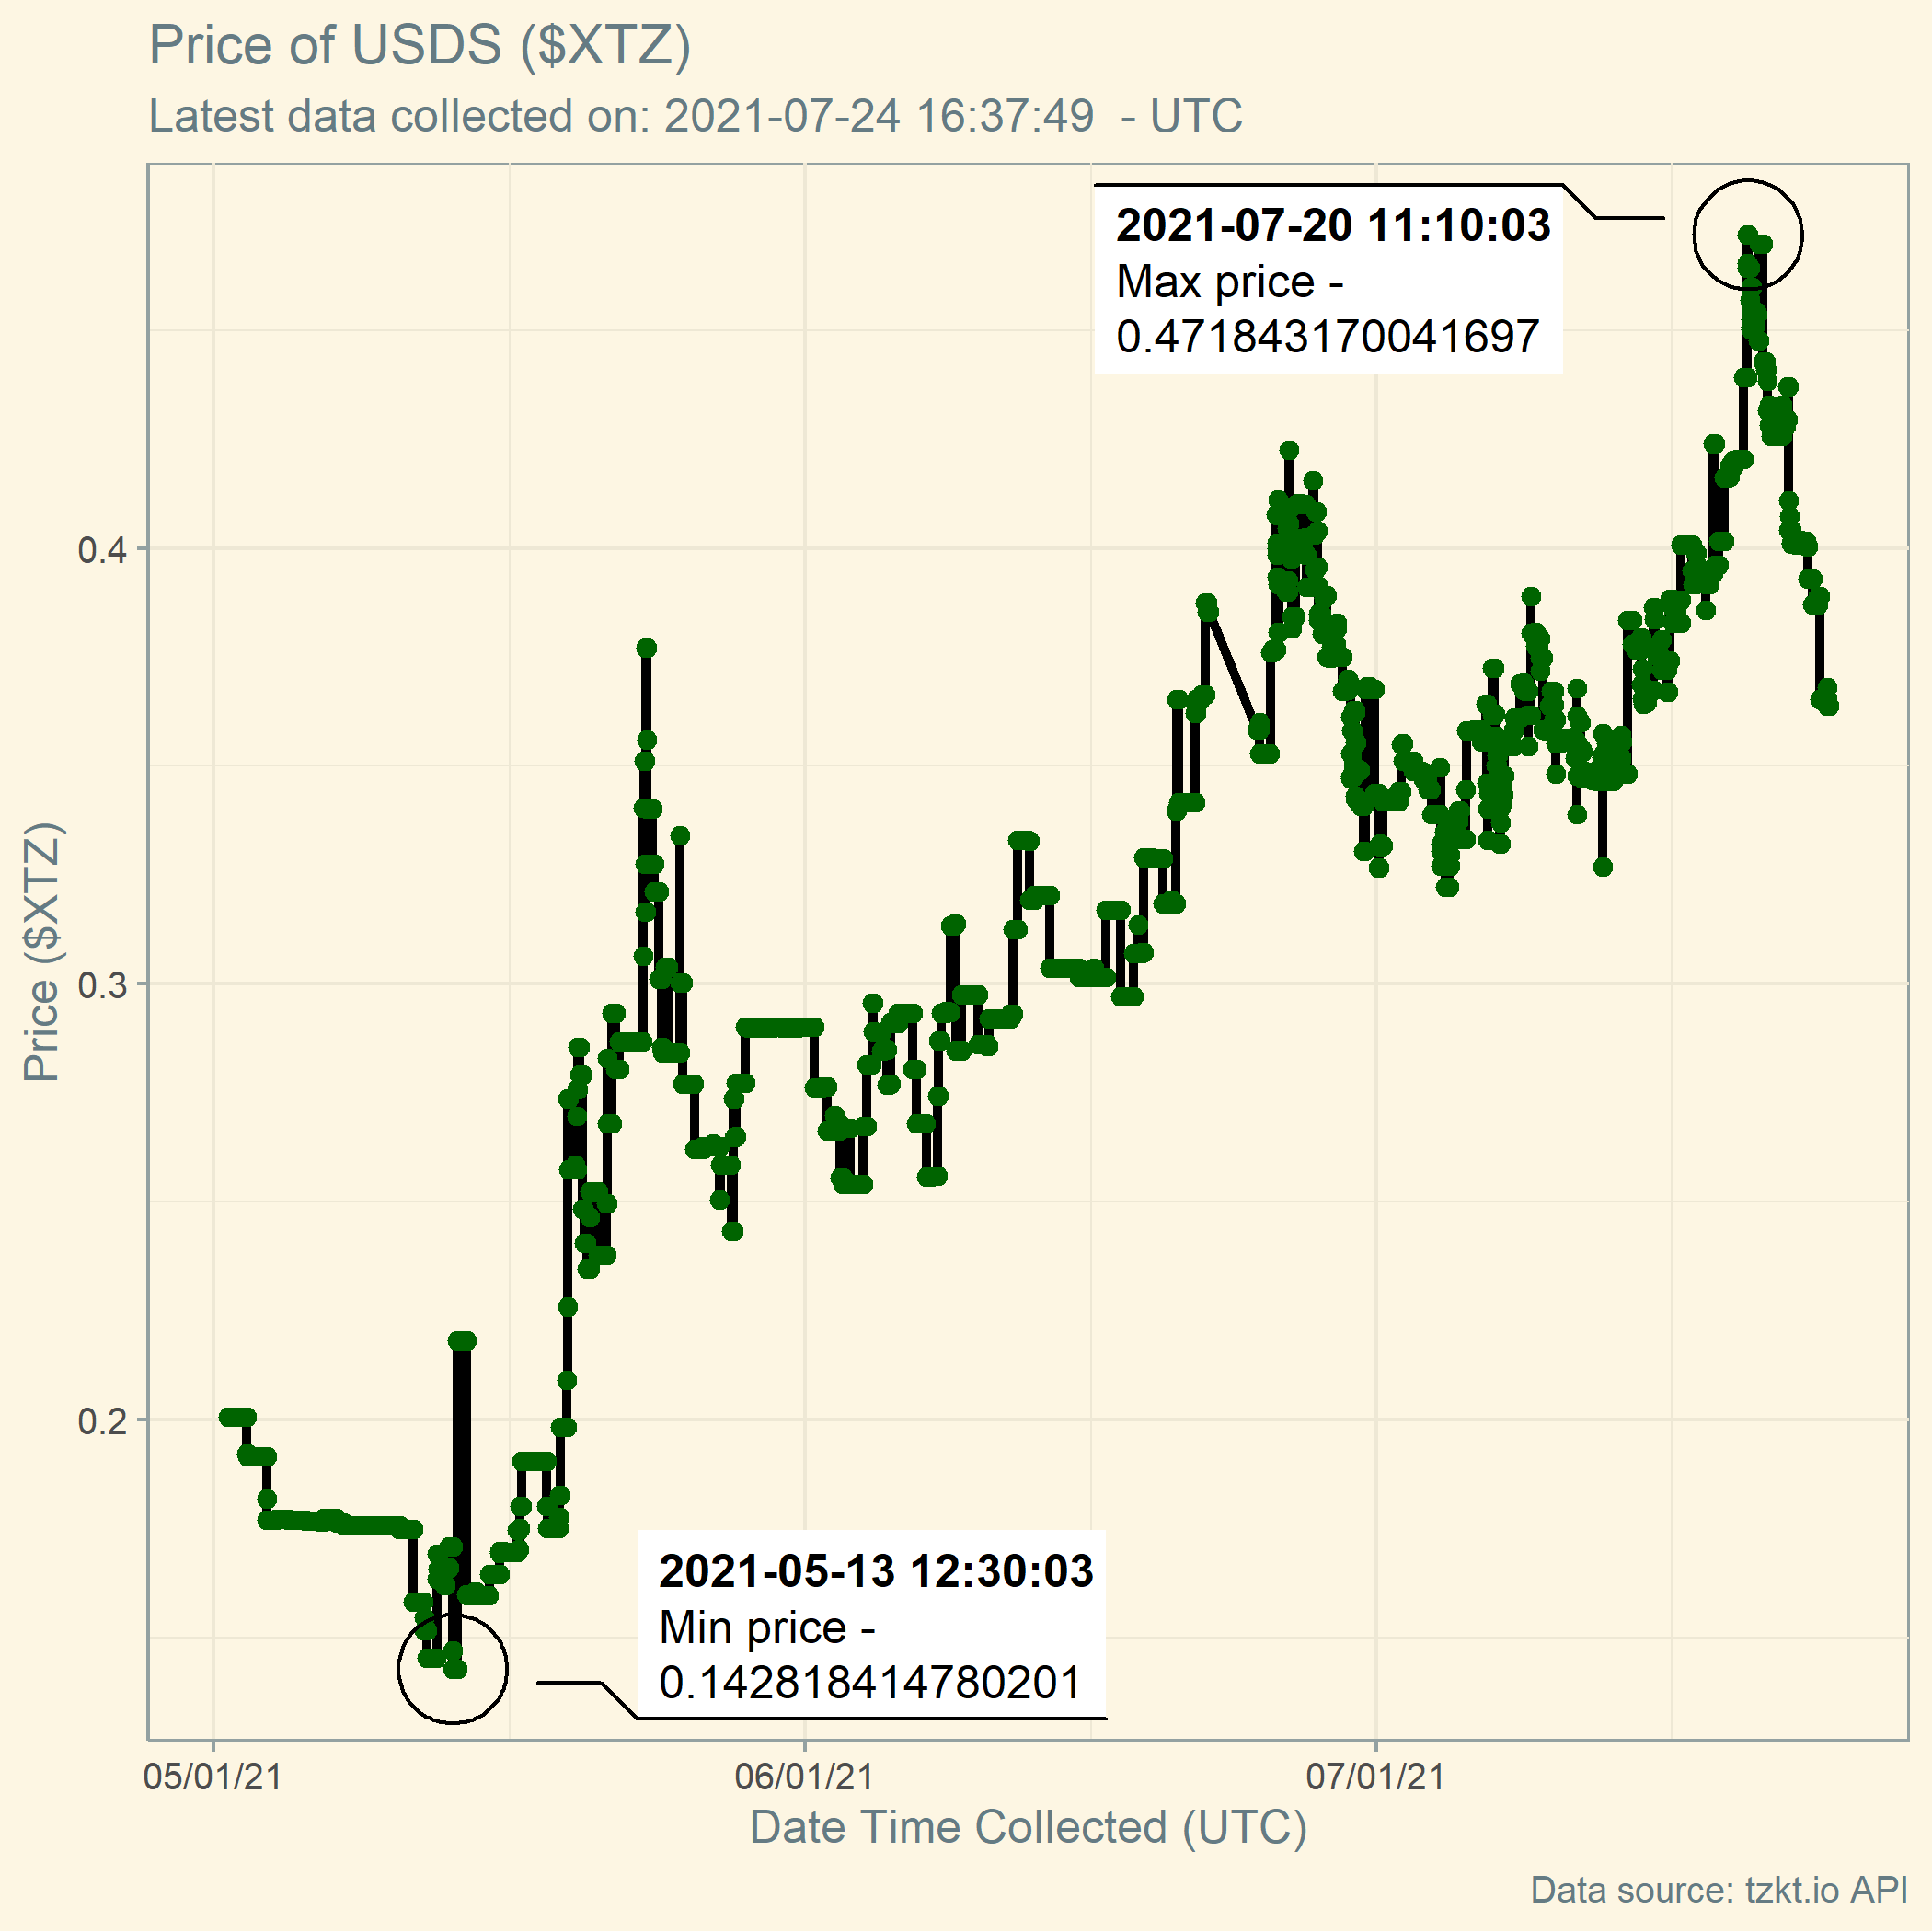 Price of USDS ($XTZ)
Latest data collected on: 2021-07-24 16:37:49  - UTC
2021-07-20 11:10:03
Max price -
0.471843170041697
0.4
0.3
0.2
Price ($XTZ)
2021-05-13 12:30:03
Min price -
0.142818414780201
05/01/21
06/01/21
07/01/21
Date Time Collected (UTC)
Data source: tzkt.io API